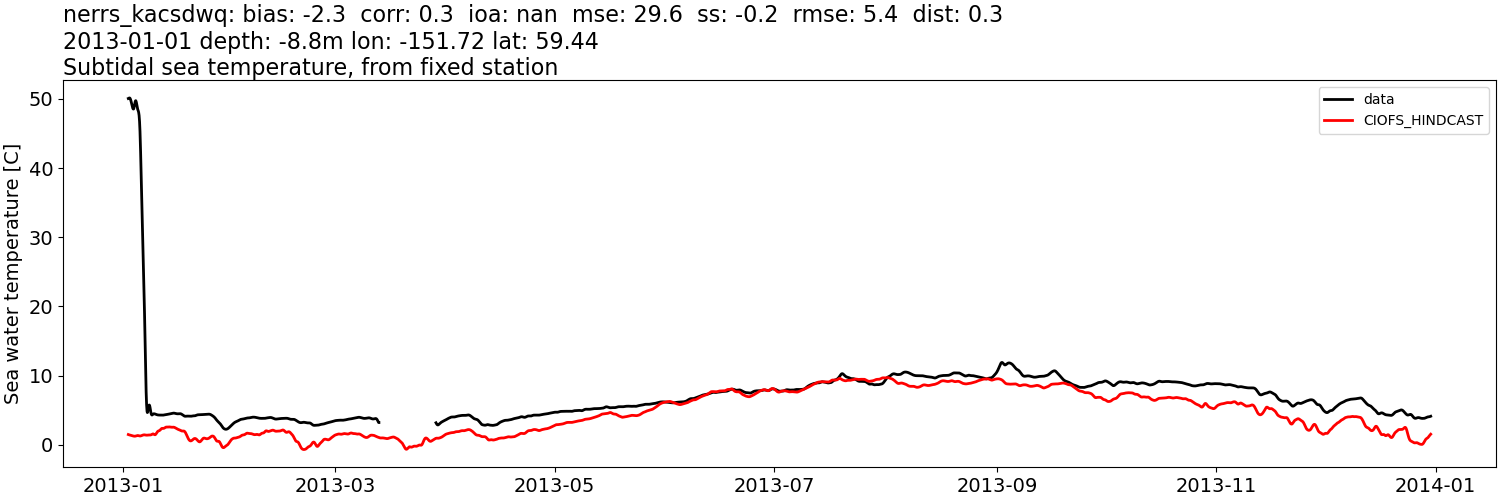 nerrs_kacsdwq: bias: -2.3 corr: 0.3 ioa: nan mse: 29.6 ss: -0.2 rmse: 5.4 dist: 0.3
2013-01-01 depth: -8.8m lon: -151.72 lat: 59.44
Subtidal sea temperature, from fixed station
Sea water temperature [C]
50
40
30
20
10
0
data
CIOFS_HINDCAST
2013-01
2013-03
2013-05
2013-07
2013-09
2013-11
2014-01